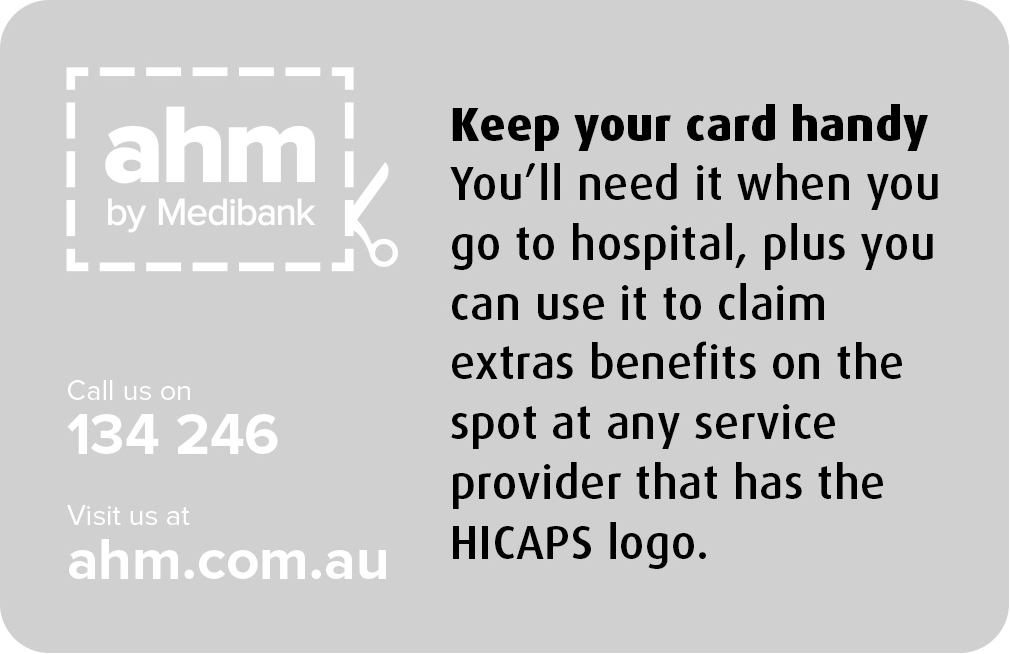 ahm
by Medibank
Call us on
134 246
Visit us at
ahm.com.au
Keep your card handy
You’ll need it when you
go to hospital, plus you
can use it to claim
extras benefits on the
spot at any service
provider that has the
HICAPS logo.